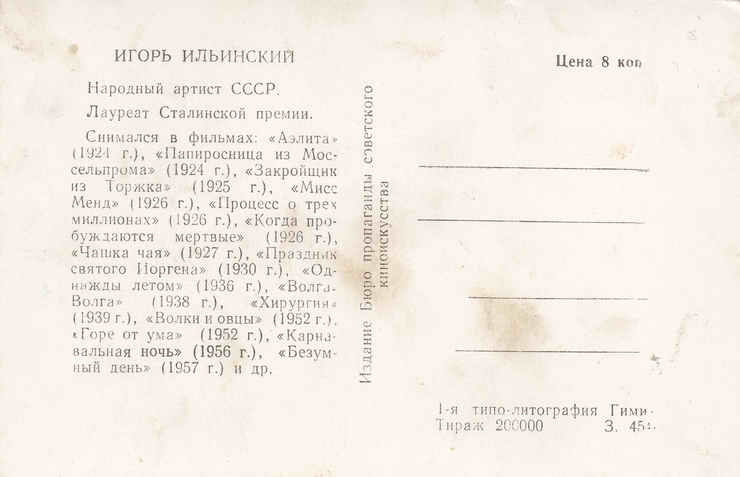 ИГОРЬ ИЛЬИНСКИЙ
Народный артист СССР.
Лауреат Сталинской премии.
Снимался в фильмах: «Аэлита»
(1924 г.), «Папиросница из Мос-
сельпрома» (1924 г.), «Закройщик
из Торжка» (1925 г.), «Мисс
Менд» (1926 г.), «Процесс о трех
миллионах» (1926 г.), «Когда про-
буждаются мертвые» (1926 г.),
«Чашка чая» (1927 г.), «Праздник
святого Йоргена» (1930 г.), «Од-
нажды летом» (1936 г.), «Волга-
Волга» (1938 г.), «Хирургия»
(1939 г.), «Волки и овцы» (1952 г.),
«Горе от ума» (1952 г.), «Карна-
вальная ночь» (1956 г.), «Безум-
ный день» (1957 г.) и др.
Издание Бюро пропаганды советского
киноискусства
Цена 8 коп
1-я типо-литография Гими
Тираж 200000 З.